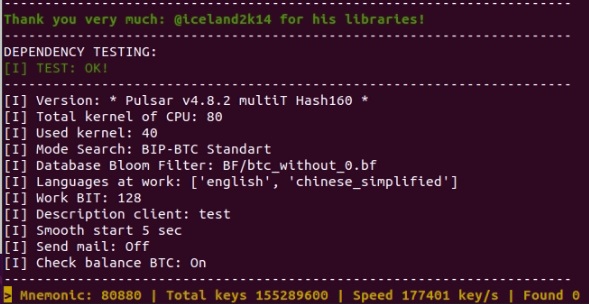 ------------------------------------------------------------------------
Thank you very much: @iceland2k14 for his libraries!
------------------------------------------------------------------------
DEPENDENCY TESTING:
[I] TEST: OK!
------------------------------------------------------------------------
[I] Version: * Pulsar v4.8.2 multiT Hash160 *
[I] Total kernel of CPU: 80
[I] Used kernel: 40
[I] Mode Search: BIP-BTC Standart
[I] Database Bloom Filter: BF/btc_without_0.bf
[I] Languages at work: ['english', 'chinese_simplified']
[I] Work BIT: 128
[I] Description client: test
[I] Smooth start 5 sec
[I] Send mail: Off
[I] Check balance BTC: On
------------------------------------------------------------------------
> Mnemonic: 80880 | Total keys 155289600 | Speed 177401 key/s | Found 0